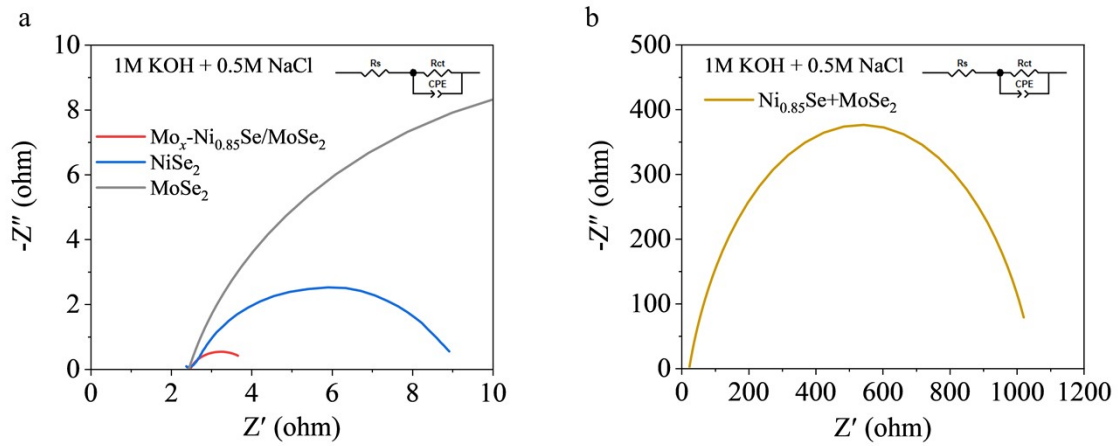 a
10
8
6
4
2
0
-Z″ (ohm)
1M KOH + 0.5M NaCl
Rs
Rct
CPE
Moₓ-Ni₀.₈₅Se/MoSe₂
NiSe₂
MoSe₂
0 2 4 6 8 10
Z′ (ohm)
b
500
400
300
200
100
0
-Z″ (ohm)
1M KOH + 0.5M NaCl
Rs
Rct
CPE
Ni₀.₈₅Se+MoSe₂
0 200 400 600 800 1000 1200
Z′ (ohm)